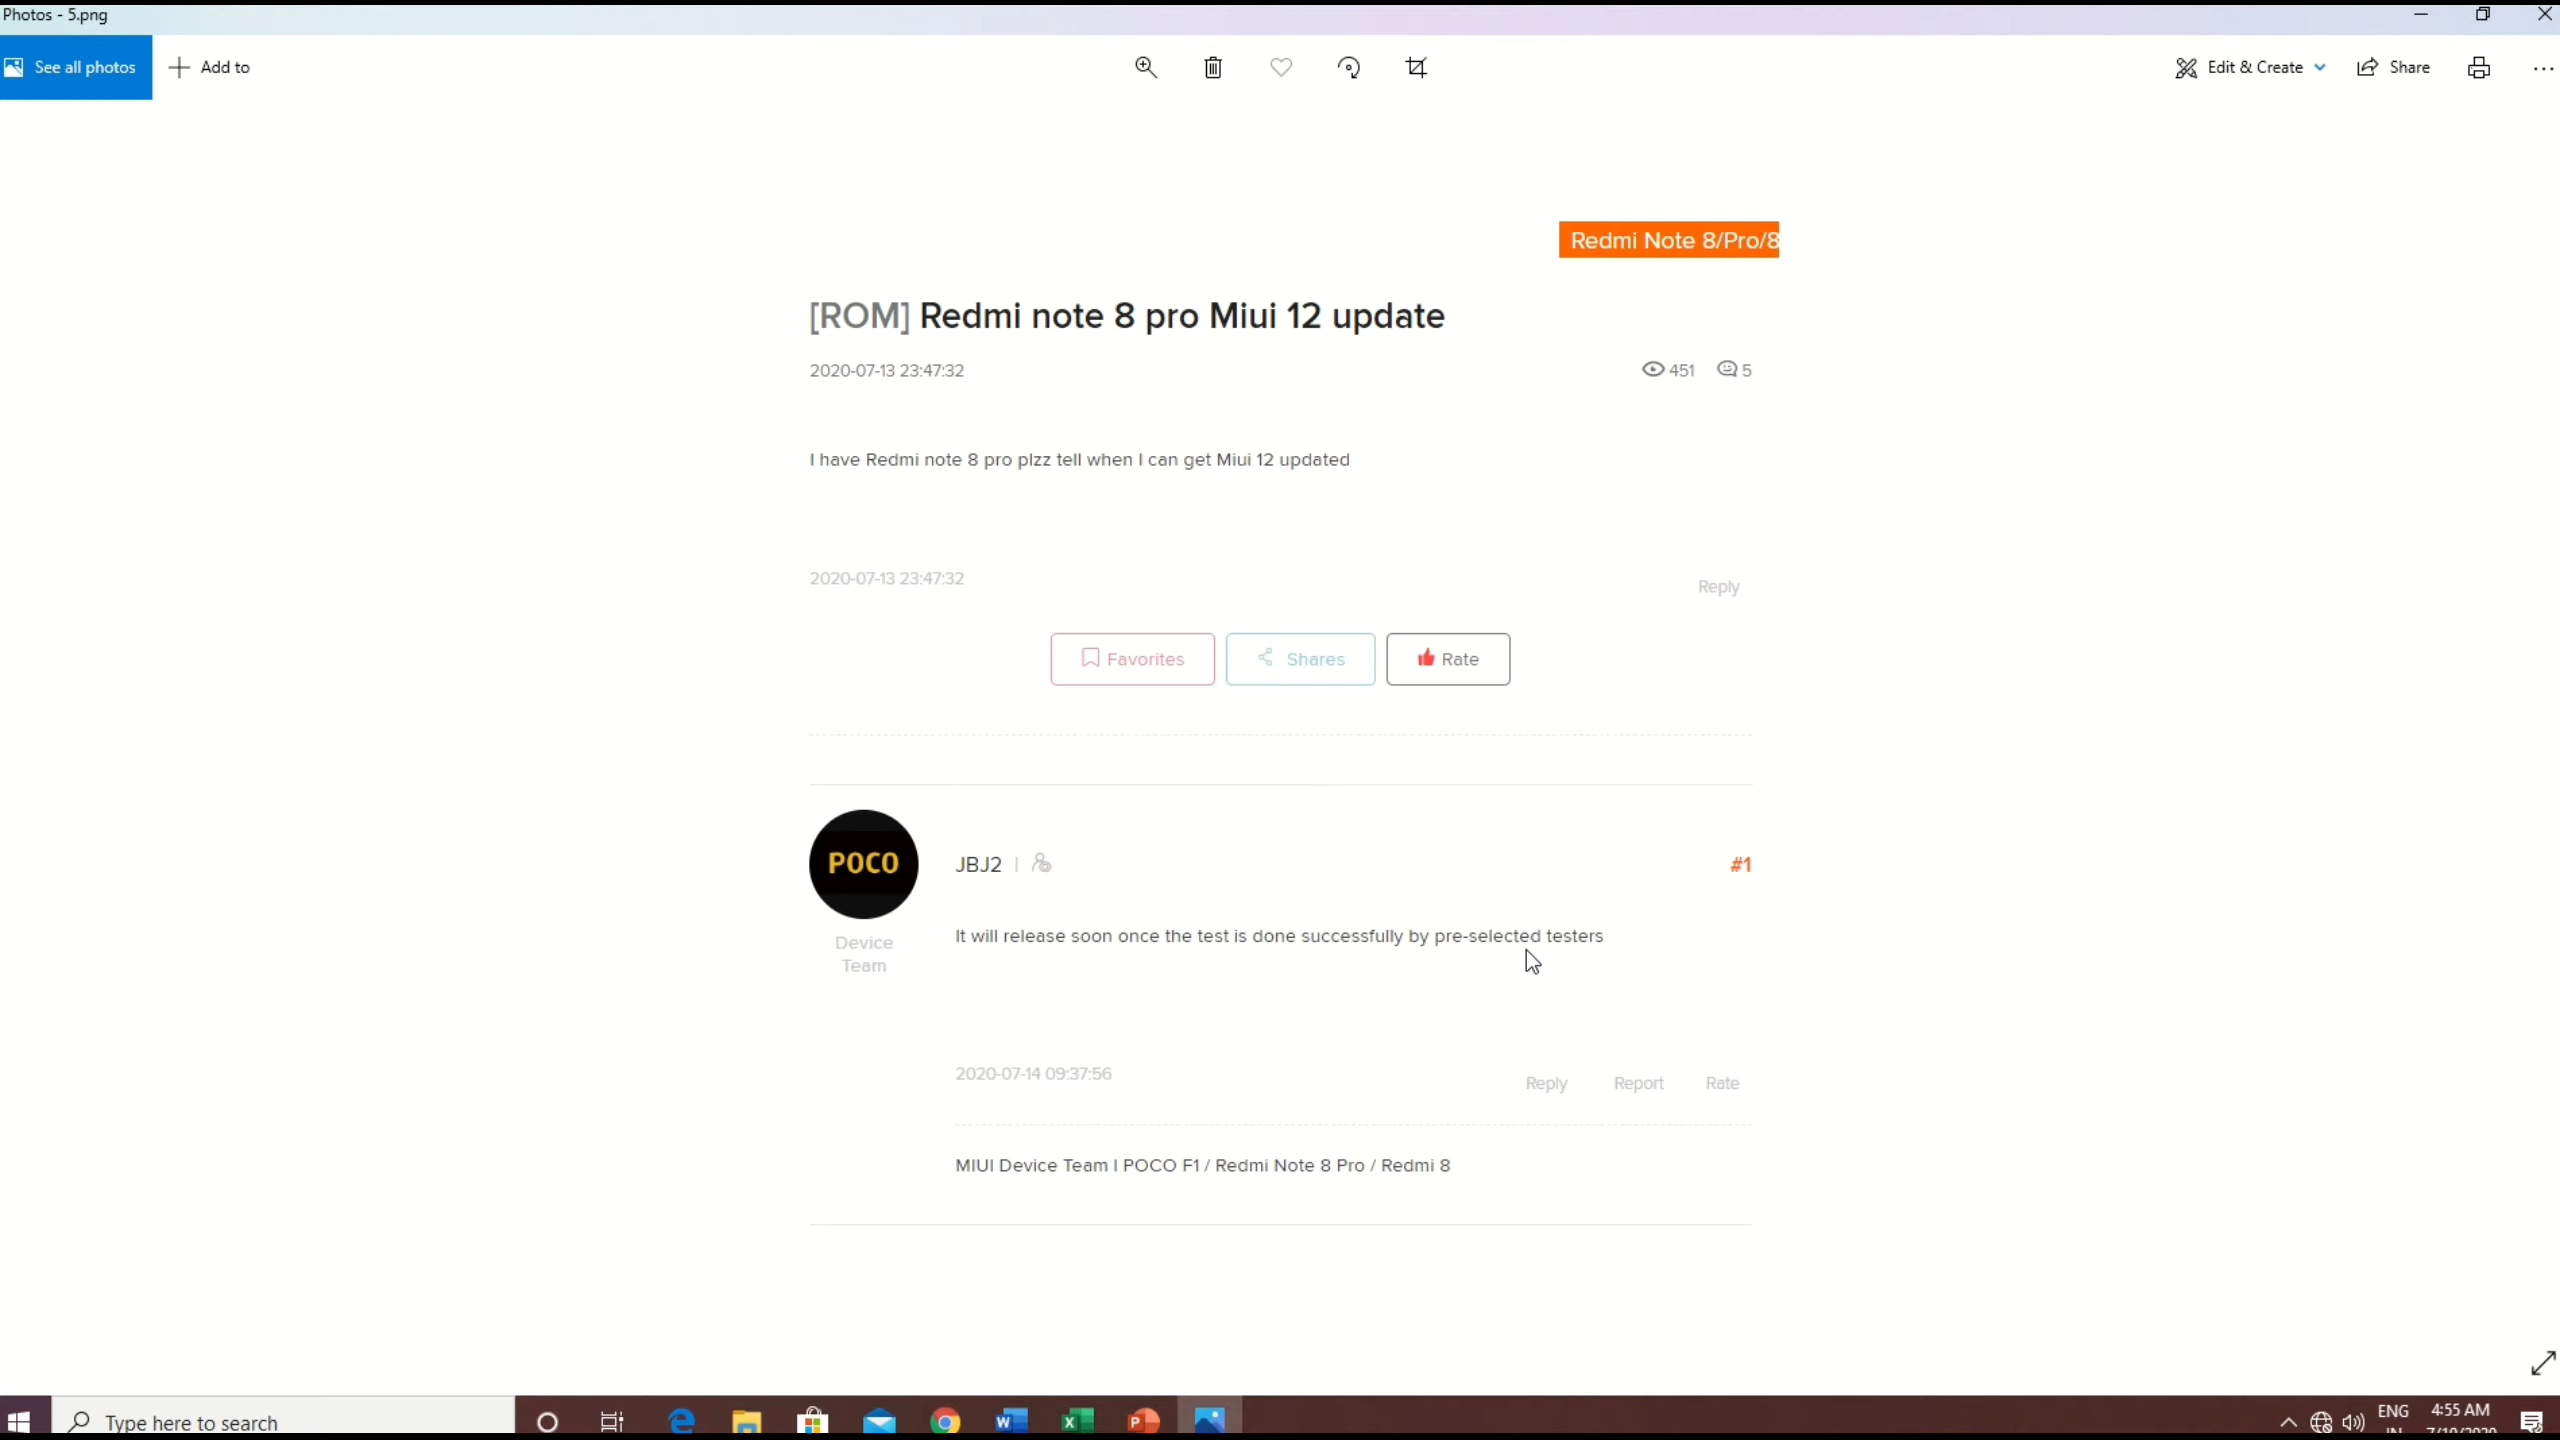 Photos - 5.png
See all photos
Add to
Edit & Create
Share
Redmi Note 8/Pro/8
[ROM] Redmi note 8 pro Miui 12 update
2020-07-13 23:47:32
451
5
I have Redmi note 8 pro plzz tell when I can get Miui 12 updated
2020-07-13 23:47:32
Reply
Favorites
Shares
Rate
POCO
JBJ2
#1
Device
Team
It will release soon once the test is done successfully by pre-selected testers
2020-07-14 09:37:56
Reply
Report
Rate
MIUI Device Team I POCO F1 / Redmi Note 8 Pro / Redmi 8
Type here to search
ENG
4:55 AM